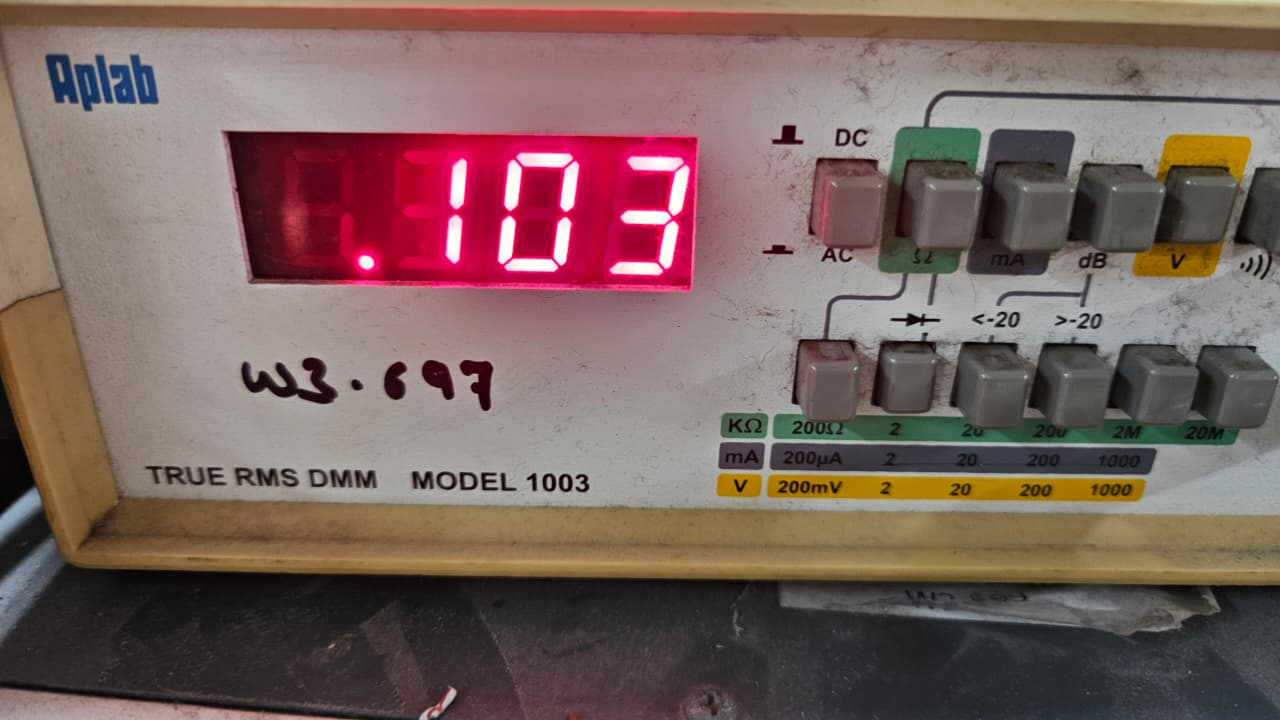 Aplab
.103
DC
AC
Ω
mA
dB
V
<-20
>-20
W3.697
KΩ 200Ω 2 20 200 2M 20M
mA 200µA 2 20 200 1000
V 200mV 2 20 200 1000
TRUE RMS DMM MODEL 1003